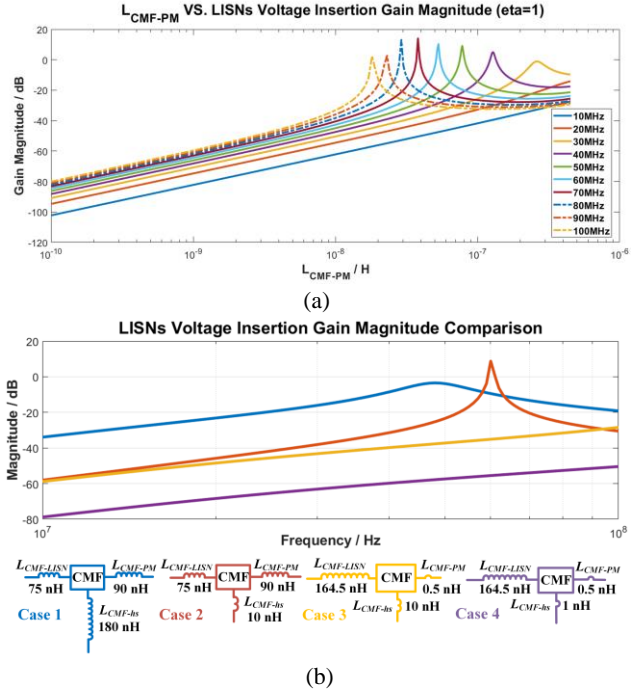 L_CMF-PM VS. LISNs Voltage Insertion Gain Magnitude (eta=1)
20
0
-20
-40
-60
-80
-100
-120
Gain Magnitude / dB
10MHz
20MHz
30MHz
40MHz
50MHz
60MHz
70MHz
80MHz
90MHz
100MHz
10^-10
10^-9
10^-8
10^-7
10^-6
L_CMF-PM / H
(a)
LISNs Voltage Insertion Gain Magnitude Comparison
20
0
-20
-40
-60
-80
Magnitude / dB
10^7
10^8
Frequency / Hz
L_CMF-LISN
75 nH
CMF
L_CMF-PM
90 nH
L_CMF-hs
180 nH
Case 1
L_CMF-LISN
75 nH
CMF
L_CMF-PM
90 nH
L_CMF-hs
10 nH
Case 2
L_CMF-LISN
164.5 nH
CMF
L_CMF-PM
0.5 nH
L_CMF-hs
10 nH
Case 3
L_CMF-LISN
164.5 nH
CMF
L_CMF-PM
0.5 nH
L_CMF-hs
1 nH
Case 4
(b)